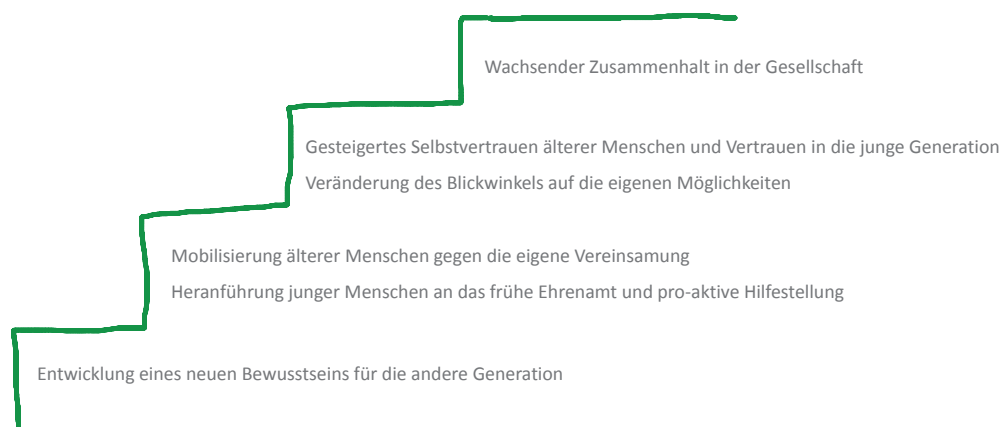 Wachsender Zusammenhalt in der Gesellschaft
Gesteigertes Selbstvertrauen älterer Menschen und Vertrauen in die junge Generation
Veränderung des Blickwinkels auf die eigenen Möglichkeiten
Mobilisierung älterer Menschen gegen die eigene Vereinsamung
Heranführung junger Menschen an das frühe Ehrenamt und pro-aktive Hilfestellung
Entwicklung eines neuen Bewusstseins für die andere Generation